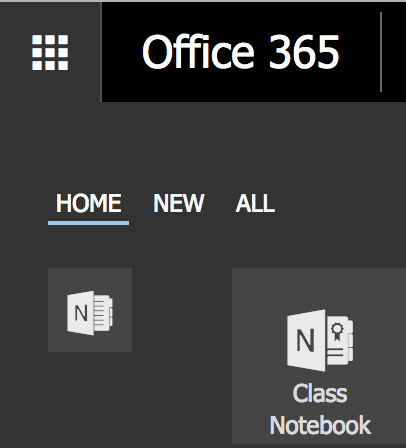 Office 365
HOME NEW ALL
N
N
Class
Notebook